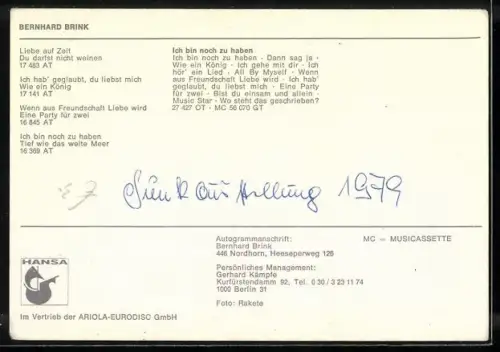 BERNHARD BRINK
Liebe auf Zeit
Du darfst nicht weinen
17 483 AT
Ich hab' geglaubt, du liebst mich
Wie ein König
17 141 AT
Wenn aus Freundschaft Liebe wird
Eine Party für zwei
16 845 AT
Ich bin noch zu haben
Tief wie das weite Meer
16 369 AT
Ich bin noch zu haben
Ich bin noch zu haben · Dann sag ja ·
Wie ein König · Ich gehe mit dir · Ich
hör' ein Lied · All By Myself · Wenn
aus Freundschaft Liebe wird · Ich hab'
geglaubt, du liebst mich · Eine Party
für zwei · Bist du einsam und allein ·
Music Star · Wo steht das geschrieben?
27 427 OT · MC 56 070 GT
Funkausstellung 1979
Autogrammanschrift:
Bernhard Brink
446 Nordhorn, Hesseperweg 126
MC = MUSICASSETTE
Persönliches Management:
Gerhard Kämpfe
Kurfürstendamm 92, Tel. 0 30 / 3 23 11 74
1000 Berlin 31
Foto: Rakete
HANSA
Im Vertrieb der ARIOLA-EURODISC GmbH